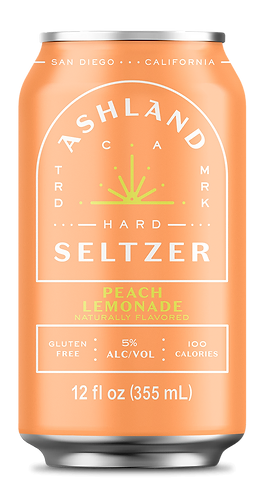 SAN DIEGO • • • CALIFORNIA
ASHLAND
C A
TRD
MRK
HARD
SELTZER
PEACH
LEMONADE
NATURALLY FLAVORED
GLUTEN FREE
5% ALC/VOL
100 CALORIES
12 fl oz (355 mL)